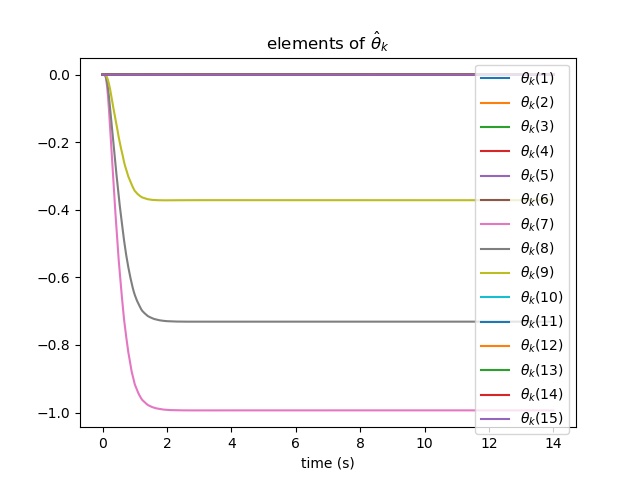 elements of θ̂ₖ
0.0
−0.2
−0.4
−0.6
−0.8
−1.0
0 2 4 6 8 10 12 14
time (s)
θₖ(1)
θₖ(2)
θₖ(3)
θₖ(4)
θₖ(5)
θₖ(6)
θₖ(7)
θₖ(8)
θₖ(9)
θₖ(10)
θₖ(11)
θₖ(12)
θₖ(13)
θₖ(14)
θₖ(15)